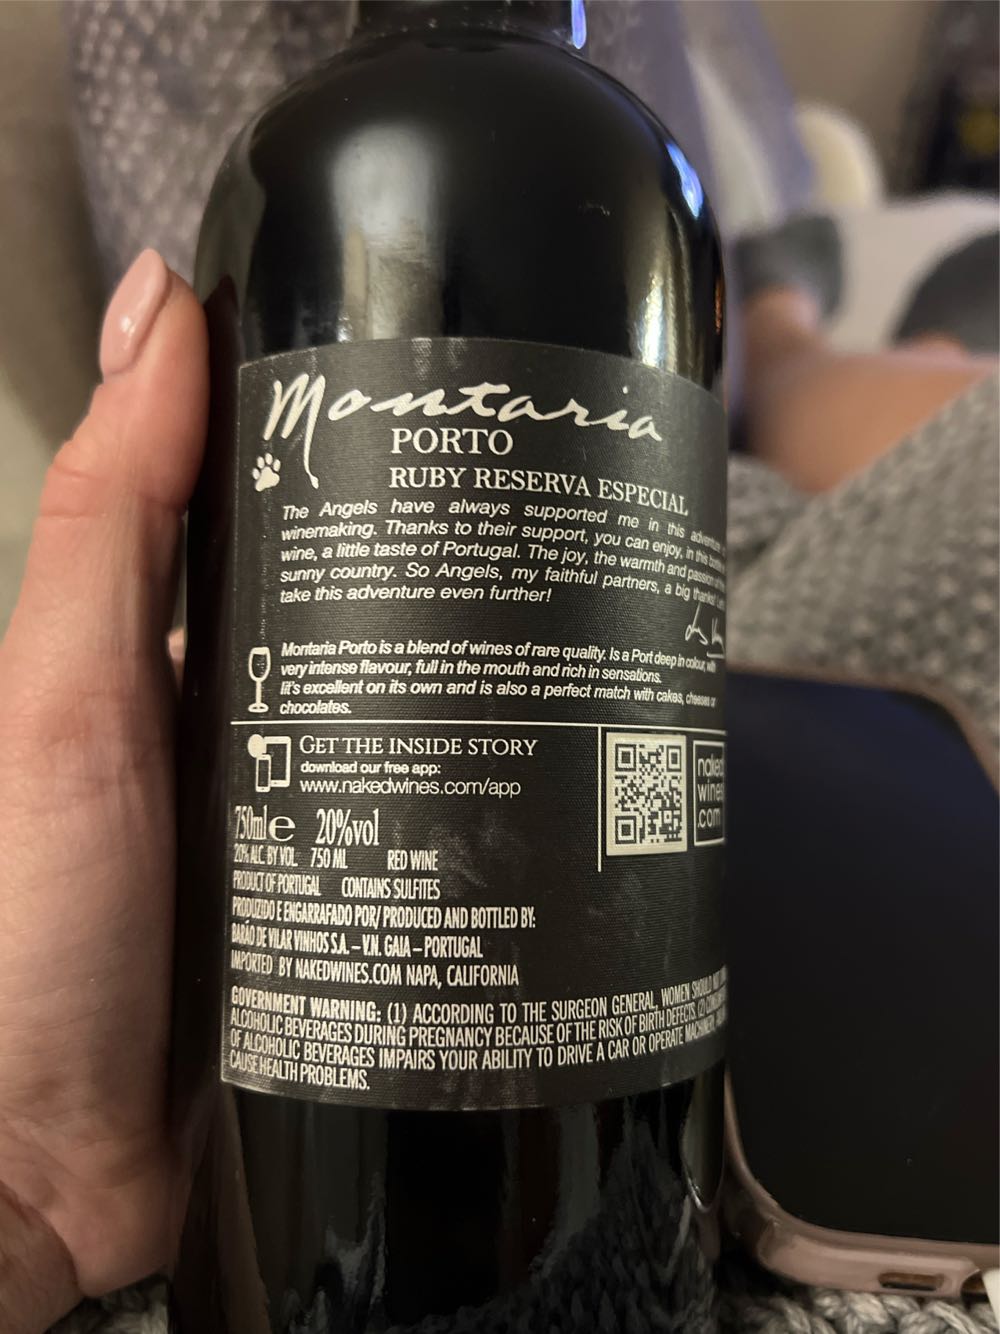 Montaria
PORTO
RUBY RESERVA ESPECIAL
The Angels have always supported me in this adventure
winemaking. Thanks to their support, you can enjoy, in this bottle
wine, a little taste of Portugal. The joy, the warmth and passion
sunny country. So Angels, my faithful partners, a big thanks!
take this adventure even further!
Montaria Porto is a blend of wines of rare quality. Is a Port deep in colour, with
very intense flavour, full in the mouth and rich in sensations.
Iit's excellent on its own and is also a perfect match with cakes, cheeses or
chocolates.
GET THE INSIDE STORY
download our free app:
www.nakedwines.com/app
naked
wines
.com
750ml e 20%vol
20% ALC. BY VOL. 750 ML RED WINE
PRODUCT OF PORTUGAL CONTAINS SULFITES
PRODUZIDO E ENGARRAFADO POR/ PRODUCED AND BOTTLED BY:
BARÃO DE VILAR VINHOS S.A. – V.N. GAIA – PORTUGAL
IMPORTED BY NAKEDWINES.COM NAPA, CALIFORNIA
GOVERNMENT WARNING: (1) ACCORDING TO THE SURGEON GENERAL, WOMEN SHOULD
ALCOHOLIC BEVERAGES DURING PREGNANCY BECAUSE OF THE RISK OF BIRTH DEFECTS. (2)
OF ALCOHOLIC BEVERAGES IMPAIRS YOUR ABILITY TO DRIVE A CAR OR OPERATE
CAUSE HEALTH PROBLEMS.